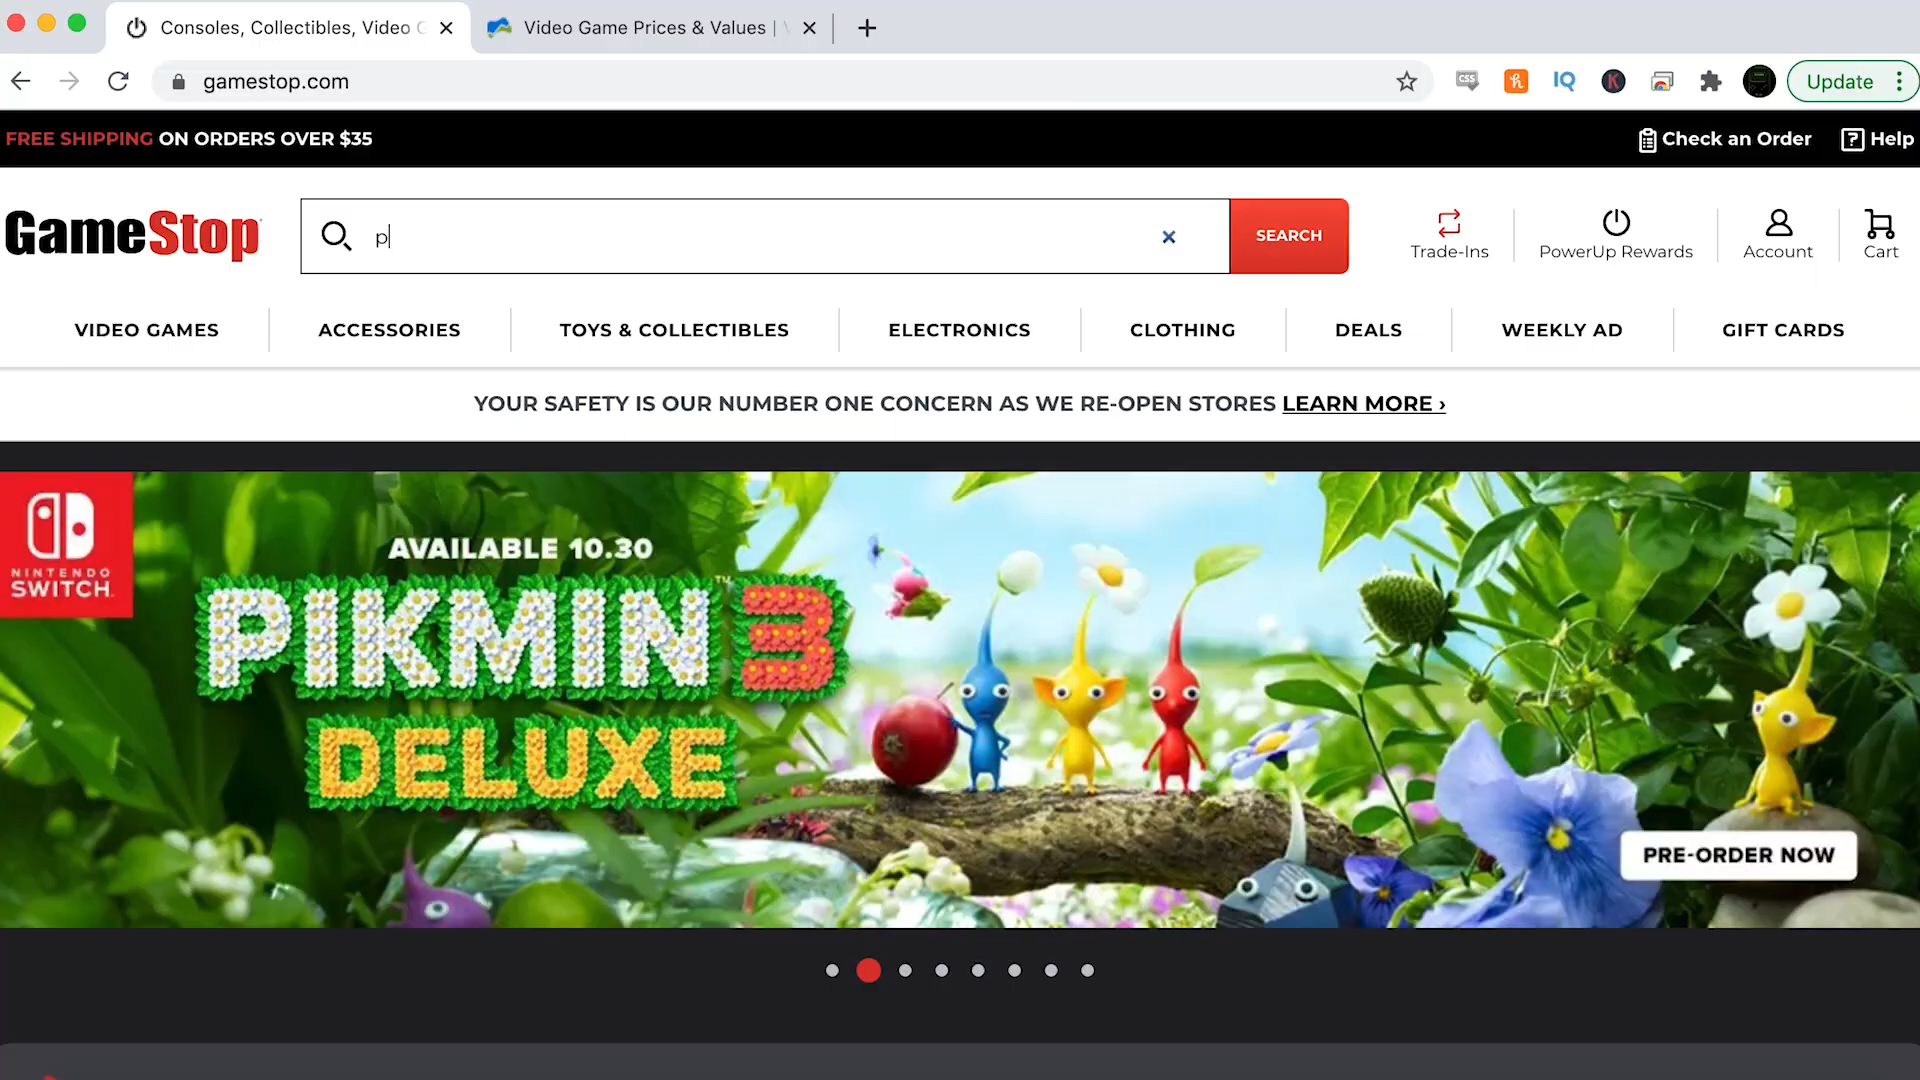 Consoles, Collectibles, Video
Video Game Prices & Values |
gamestop.com
CSS
IQ
K
Update
FREE SHIPPING ON ORDERS OVER $35
Check an Order
Help
GameStop
p
SEARCH
Trade-Ins
PowerUp Rewards
Account
Cart
VIDEO GAMES
ACCESSORIES
TOYS & COLLECTIBLES
ELECTRONICS
CLOTHING
DEALS
WEEKLY AD
GIFT CARDS
YOUR SAFETY IS OUR NUMBER ONE CONCERN AS WE RE-OPEN STORES LEARN MORE ›
NINTENDO
SWITCH
AVAILABLE 10.30
PIKMIN™ 3
DELUXE
PRE-ORDER NOW